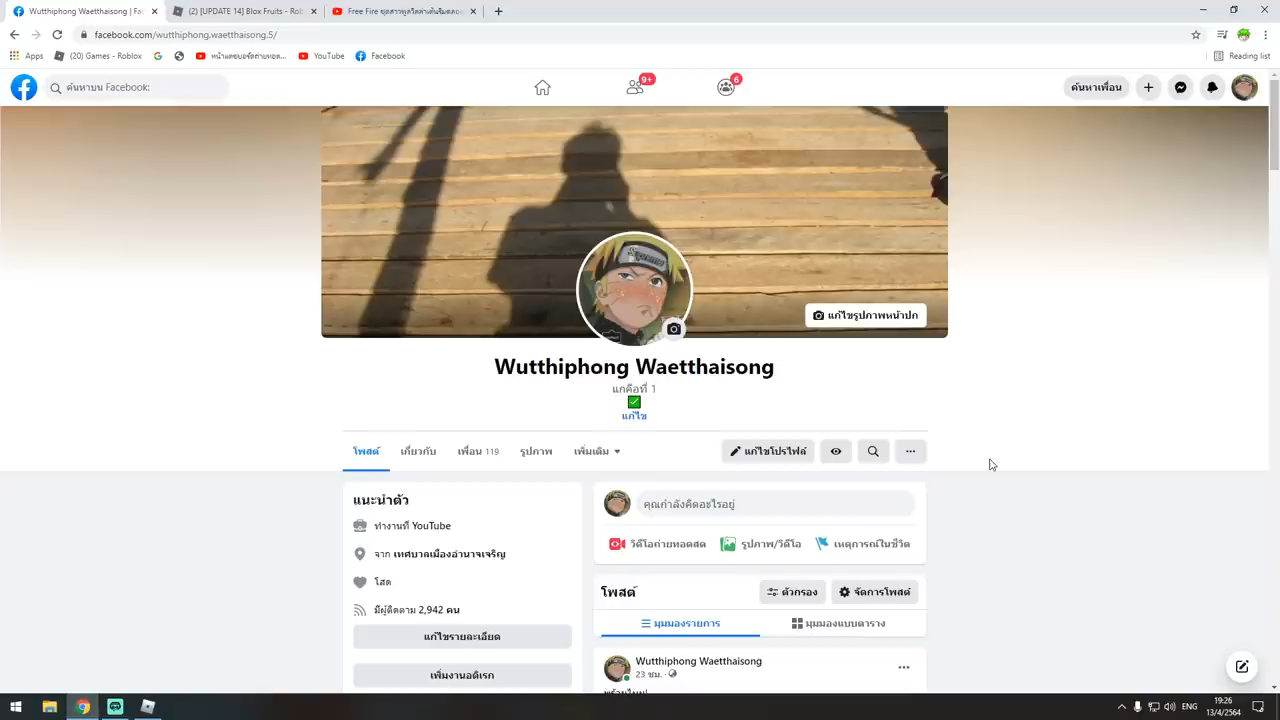 Wutthiphong Waetthaisong | Fa
(2) [UPDATE 14] Blox Fruits - Rob
facebook.com/wutthiphong.waetthaisong.5/
Apps
(20) Games - Roblox
YouTube
Facebook
Reading list
ค้นหาบน Facebook:
9+
6
ค้นหาเพื่อน
แก้ไขรูปภาพหน้าปก
Wutthiphong Waetthaisong
แกคือที่ 1
แก้ไข
โพสต์
เกี่ยวกับ
เพื่อน 119
รูปภาพ
เพิ่มเติม
แก้ไขโปรไฟล์
แนะนำตัว
ทำงานที่ YouTube
จาก เทศบาลเมืองอำนาจเจริญ
โสด
มีผู้ติดตาม 2,942 คน
แก้ไขรายละเอียด
เพิ่มงานอดิเรก
คุณกำลังคิดอะไรอยู่
วิดีโอถ่ายทอดสด
รูปภาพ/วิดีโอ
เหตุการณ์ในชีวิต
โพสต์
ตัวกรอง
จัดการโพสต์
มุมมองรายการ
มุมมองแบบตาราง
Wutthiphong Waetthaisong
23 ชม.
ENG
19:26
13/4/2564